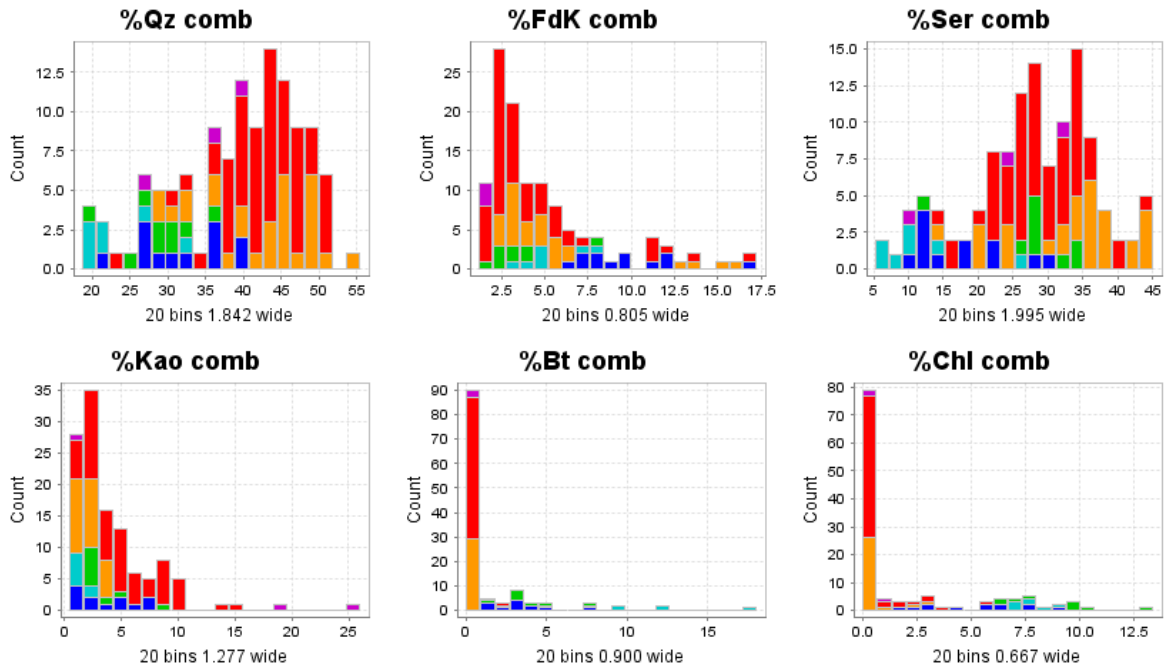 %Qz comb
%FdK comb
%Ser comb
12.5
10.0
7.5
5.0
2.5
0.0
Count
20 25 30 35 40 45 50 55
20 bins 1.842 wide
25
20
15
10
5
0
Count
2.5 5.0 7.5 10.0 12.5 15.0 17.5
20 bins 0.805 wide
15.0
12.5
10.0
7.5
5.0
2.5
0.0
Count
5 10 15 20 25 30 35 40 45
20 bins 1.995 wide
%Kao comb
%Bt comb
%Chl comb
35
30
25
20
15
10
5
0
Count
0 5 10 15 20 25
20 bins 1.277 wide
90
80
70
60
50
40
30
20
10
0
Count
0 5 10 15
20 bins 0.900 wide
80
70
60
50
40
30
20
10
0
Count
0.0 2.5 5.0 7.5 10.0 12.5
20 bins 0.667 wide